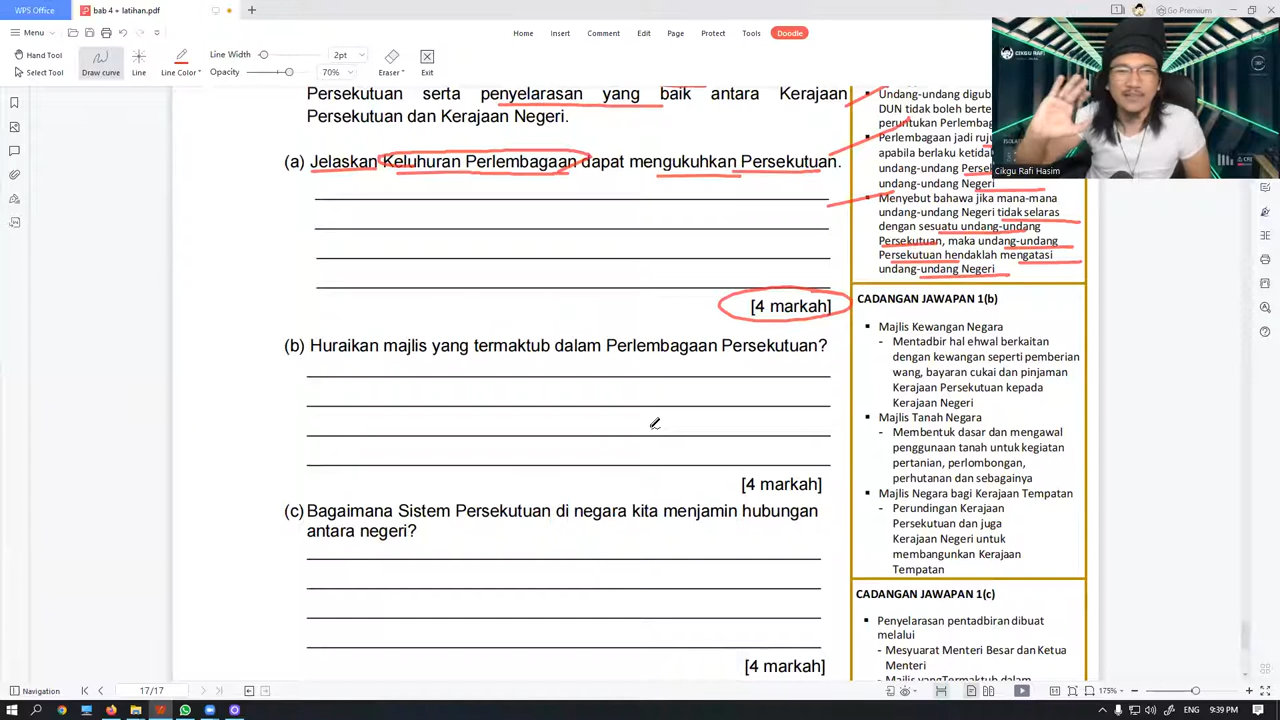 WPS Office
bab 4 + latihan.pdf
Go Premium
Menu
Home Insert Comment Edit Page Protect Tools Doodle
Hand Tool
Select Tool
Draw curve
Line
Line Color
Line Width
2pt
Opacity
70%
Eraser
Exit
CIKGU RAFI
Cikgu Rafi Hasim
Persekutuan serta penyelarasan yang baik antara Kerajaan
Persekutuan dan Kerajaan Negeri.
(a) Jelaskan Keluhuran Perlembagaan dapat mengukuhkan Persekutuan.
[4 markah]
(b) Huraikan majlis yang termaktub dalam Perlembagaan Persekutuan?
[4 markah]
(c) Bagaimana Sistem Persekutuan di negara kita menjamin hubungan
antara negeri?
[4 markah]
Undang-undang
DUN tidak boleh
peruntukan
Perlembagaan jadi
apabila berlaku
undang-undang
undang-undang Negeri
▪ Menyebut bahawa jika mana-mana
undang-undang Negeri tidak selaras
dengan sesuatu undang-undang
Persekutuan, maka undang-undang
Persekutuan hendaklah mengatasi
undang-undang Negeri
CADANGAN JAWAPAN 1(b)
▪ Majlis Kewangan Negara
- Mentadbir hal ehwal berkaitan
dengan kewangan seperti pemberian
wang, bayaran cukai dan pinjaman
Kerajaan Persekutuan kepada
Kerajaan Negeri
▪ Majlis Tanah Negara
- Membentuk dasar dan mengawal
penggunaan tanah untuk kegiatan
pertanian, perlombongan,
perhutanan dan sebagainya
▪ Majlis Negara bagi Kerajaan Tempatan
- Perundingan Kerajaan
Persekutuan dan juga
Kerajaan Negeri untuk
membangunkan Kerajaan
Tempatan
CADANGAN JAWAPAN 1(c)
▪ Penyelarasan pentadbiran dibuat
melalui
- Mesyuarat Menteri Besar dan Ketua
Menteri
- Majlis yang Termaktub dalam
Navigation
17/17
175%
ENG
9:39 PM